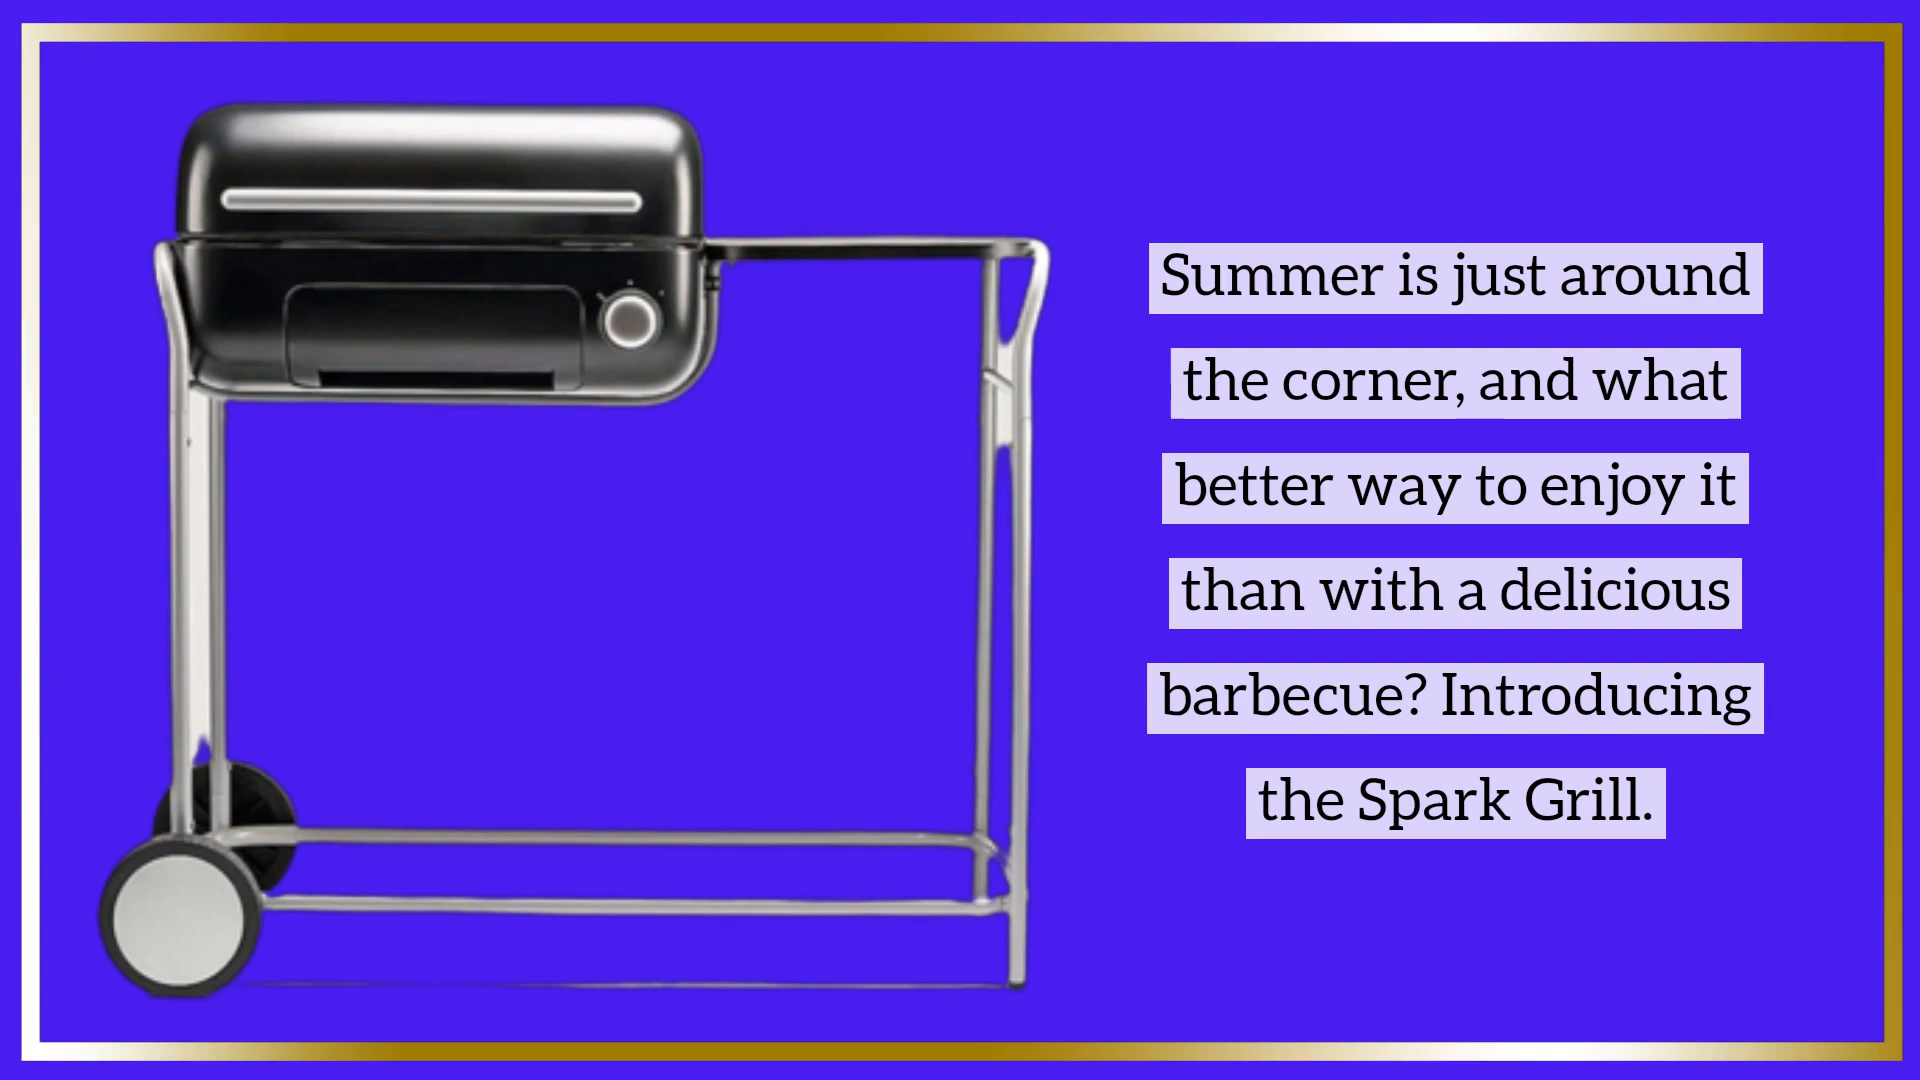 Summer is just around
the corner, and what
better way to enjoy it
than with a delicious
barbecue? Introducing
the Spark Grill.